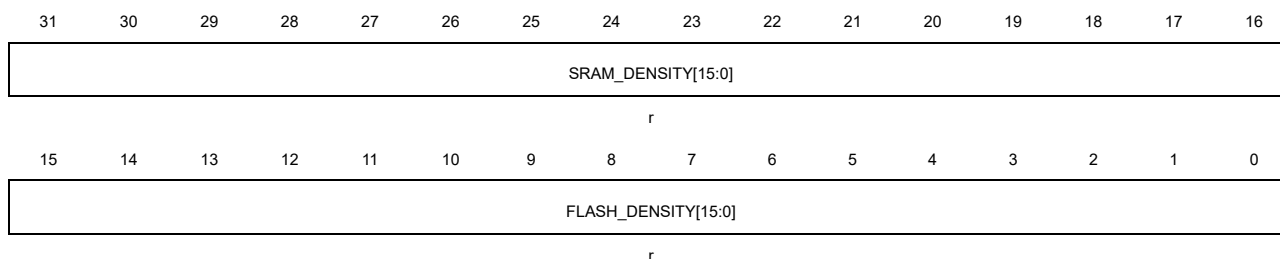 31 30 29 28 27 26 25 24 23 22 21 20 19 18 17 16
SRAM_DENSITY[15:0]
r
15 14 13 12 11 10 9 8 7 6 5 4 3 2 1 0
FLASH_DENSITY[15:0]
r